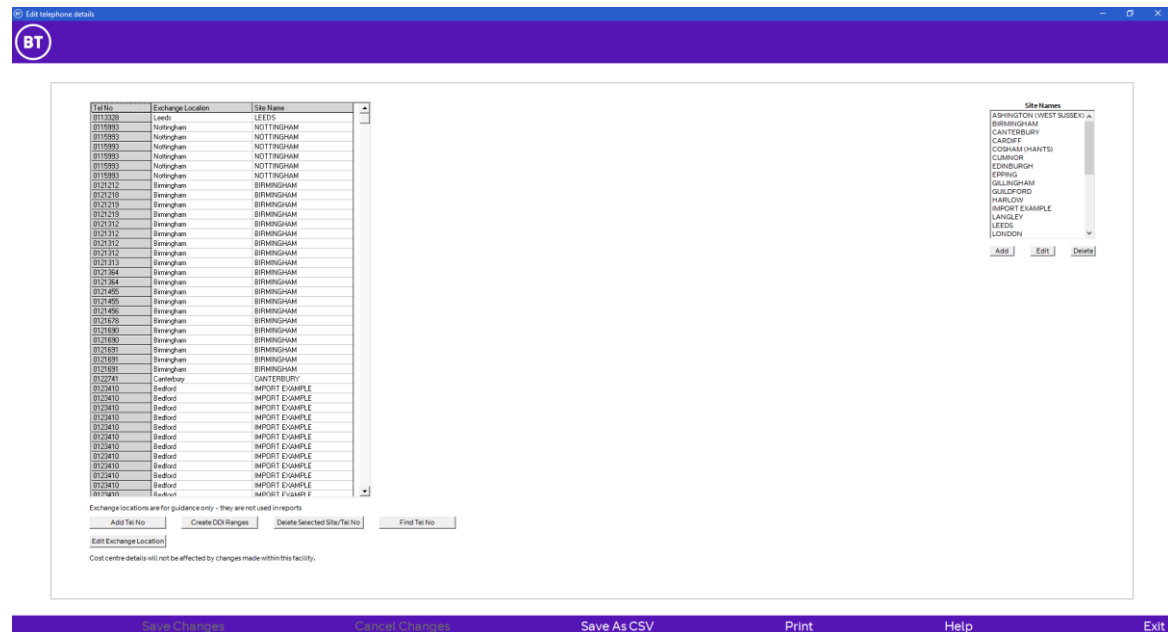 Edit telephone details
BT
Tel No Exchange Location Site Name
0113328 Leeds LEEDS
0115993 Nottingham NOTTINGHAM
0115993 Nottingham NOTTINGHAM
0115993 Nottingham NOTTINGHAM
0115993 Nottingham NOTTINGHAM
0115993 Nottingham NOTTINGHAM
0115993 Nottingham NOTTINGHAM
0121212 Birmingham BIRMINGHAM
0121218 Birmingham BIRMINGHAM
0121219 Birmingham BIRMINGHAM
0121219 Birmingham BIRMINGHAM
0121312 Birmingham BIRMINGHAM
0121312 Birmingham BIRMINGHAM
0121312 Birmingham BIRMINGHAM
0121312 Birmingham BIRMINGHAM
0121313 Birmingham BIRMINGHAM
0121364 Birmingham BIRMINGHAM
0121364 Birmingham BIRMINGHAM
0121455 Birmingham BIRMINGHAM
0121455 Birmingham BIRMINGHAM
0121456 Birmingham BIRMINGHAM
0121678 Birmingham BIRMINGHAM
0121690 Birmingham BIRMINGHAM
0121690 Birmingham BIRMINGHAM
0121691 Birmingham BIRMINGHAM
0121691 Birmingham BIRMINGHAM
0121691 Birmingham BIRMINGHAM
0122741 Canterbury CANTERBURY
0123410 Bedford IMPORT EXAMPLE
0123410 Bedford IMPORT EXAMPLE
0123410 Bedford IMPORT EXAMPLE
0123410 Bedford IMPORT EXAMPLE
0123410 Bedford IMPORT EXAMPLE
0123410 Bedford IMPORT EXAMPLE
0123410 Bedford IMPORT EXAMPLE
0123410 Bedford IMPORT EXAMPLE
0123410 Bedford IMPORT EXAMPLE
0123410 Bedford IMPORT EXAMPLE
0123410 Bedford IMPORT EXAMPLE
0123410 Bedford IMPORT EXAMPLE
Exchange locations are for guidance only - they are not used in reports
Add Tel No Create DDI Ranges Delete Selected Site/Tel No Find Tel No
Edit Exchange Location
Cost centre details will not be affected by changes made within this facility.
Site Names
ASHINGTON (WEST SUSSEX)
BIRMINGHAM
CANTERBURY
CARDIFF
COSHAM (HANTS)
CUMNOR
EDINBURGH
EPPING
GILLINGHAM
GUILDFORD
HARLOW
IMPORT EXAMPLE
LANGLEY
LEEDS
LONDON
Add Edit Delete
Save Changes Cancel Changes Save As CSV Print Help Exit